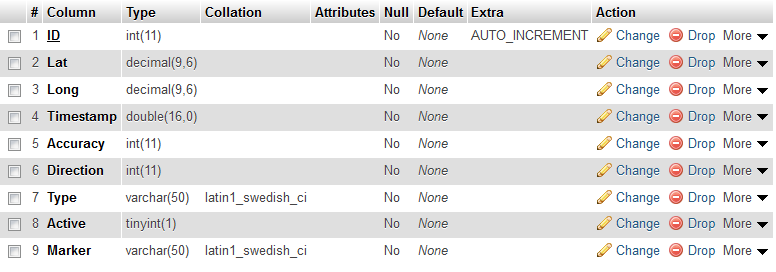 # Column Type Collation Attributes Null Default Extra Action
1 ID int(11) No None AUTO_INCREMENT Change Drop More
2 Lat decimal(9,6) No None Change Drop More
3 Long decimal(9,6) No None Change Drop More
4 Timestamp double(16,0) No None Change Drop More
5 Accuracy int(11) No None Change Drop More
6 Direction int(11) No None Change Drop More
7 Type varchar(50) latin1_swedish_ci No None Change Drop More
8 Active tinyint(1) No None Change Drop More
9 Marker varchar(50) latin1_swedish_ci No None Change Drop More